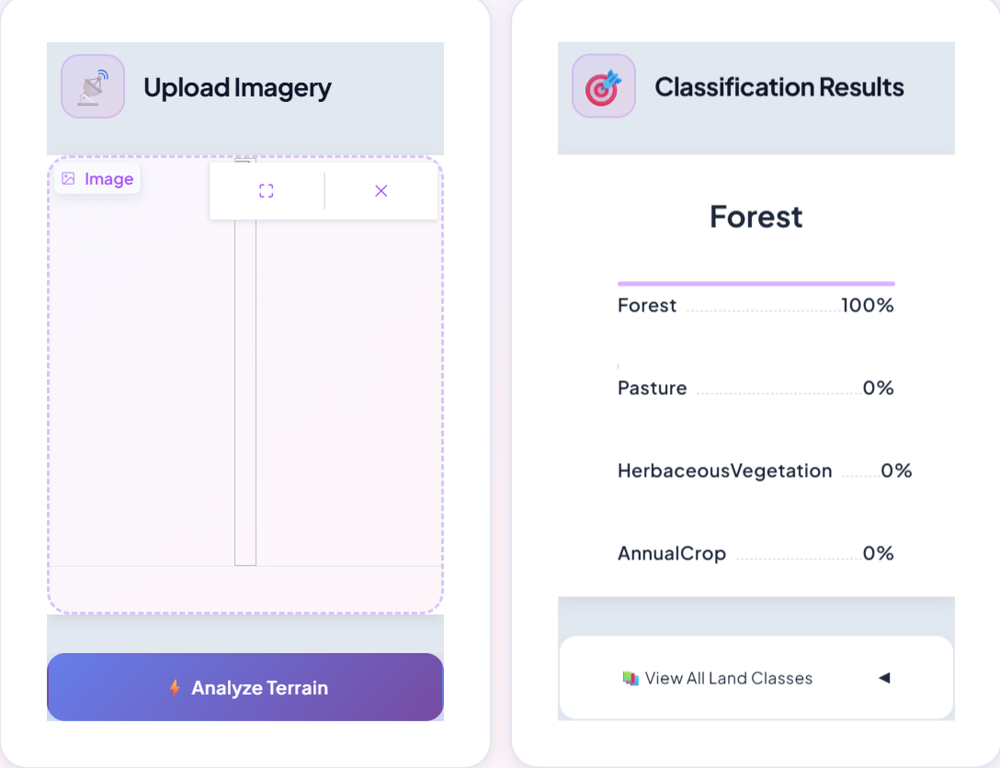 Upload Imagery
Image
Analyze Terrain
Classification Results
Forest
Forest 100%
Pasture 0%
HerbaceousVegetation 0%
AnnualCrop 0%
View All Land Classes